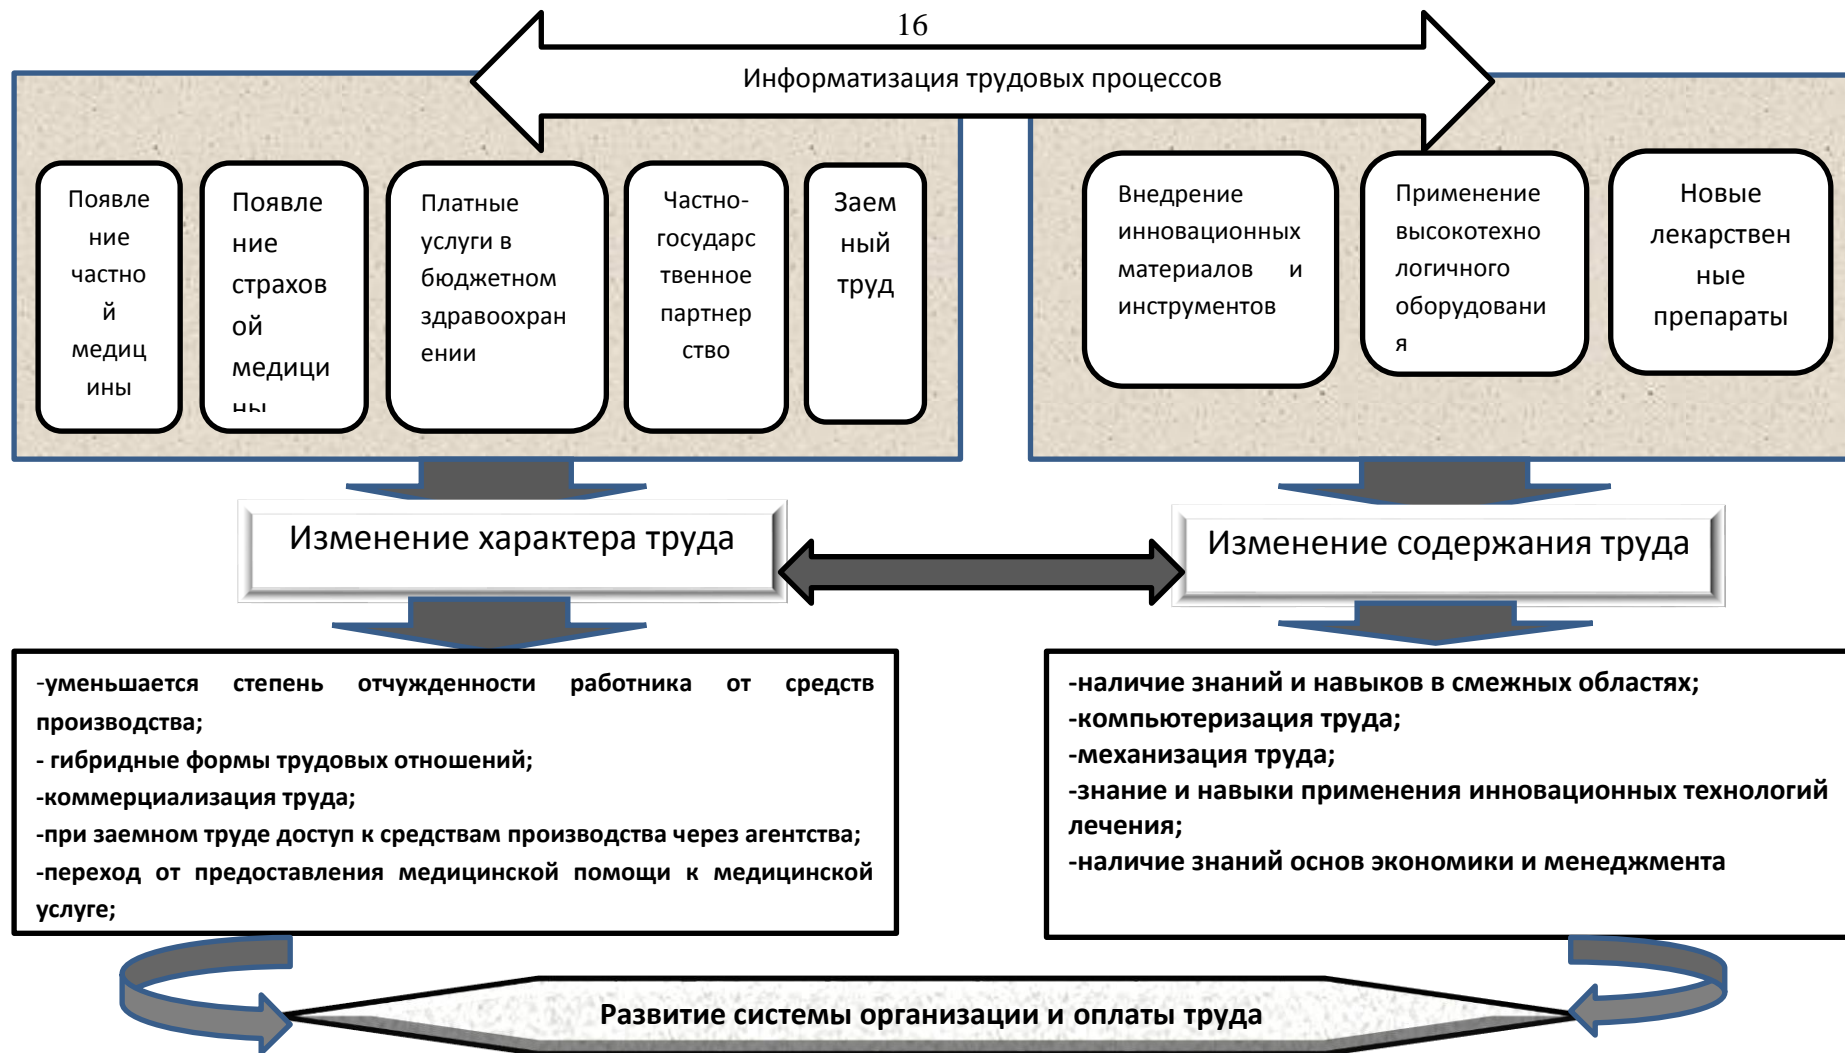 16
Информатизация трудовых процессов
Появле
ние
частно
й
медиц
ины
Появле
ние
страхов
ой
медици
ны
Платные
услуги в
бюджетном
здравоохран
ении
Частно-
государс
твенное
партнер
ство
Заем
ный
труд
Внедрение
инновационных
материалов и
инструментов
Применение
высокотехно
логичного
оборудовани
я
Новые
лекарствен
ные
препараты
Изменение характера труда
Изменение содержания труда
-уменьшается степень отчужденности работника от средств
производства;
- гибридные формы трудовых отношений;
-коммерциализация труда;
-при заемном труде доступ к средствам производства через агентства;
-переход от предоставления медицинской помощи к медицинской
услуге;
-наличие знаний и навыков в смежных областях;
-компьютеризация труда;
-механизация труда;
-знание и навыки применения инновационных технологий
лечения;
-наличие знаний основ экономики и менеджмента
Развитие системы организации и оплаты труда